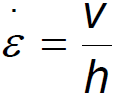 ε̇ = v/h